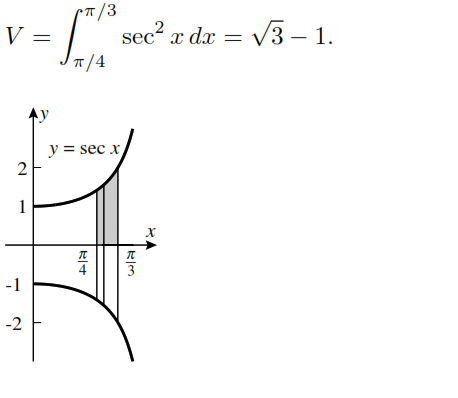 V = ∫_{π/4}^{π/3} sec² x dx = √3 − 1.
y
y = sec x
2
1
x
π/4
π/3
-1
-2